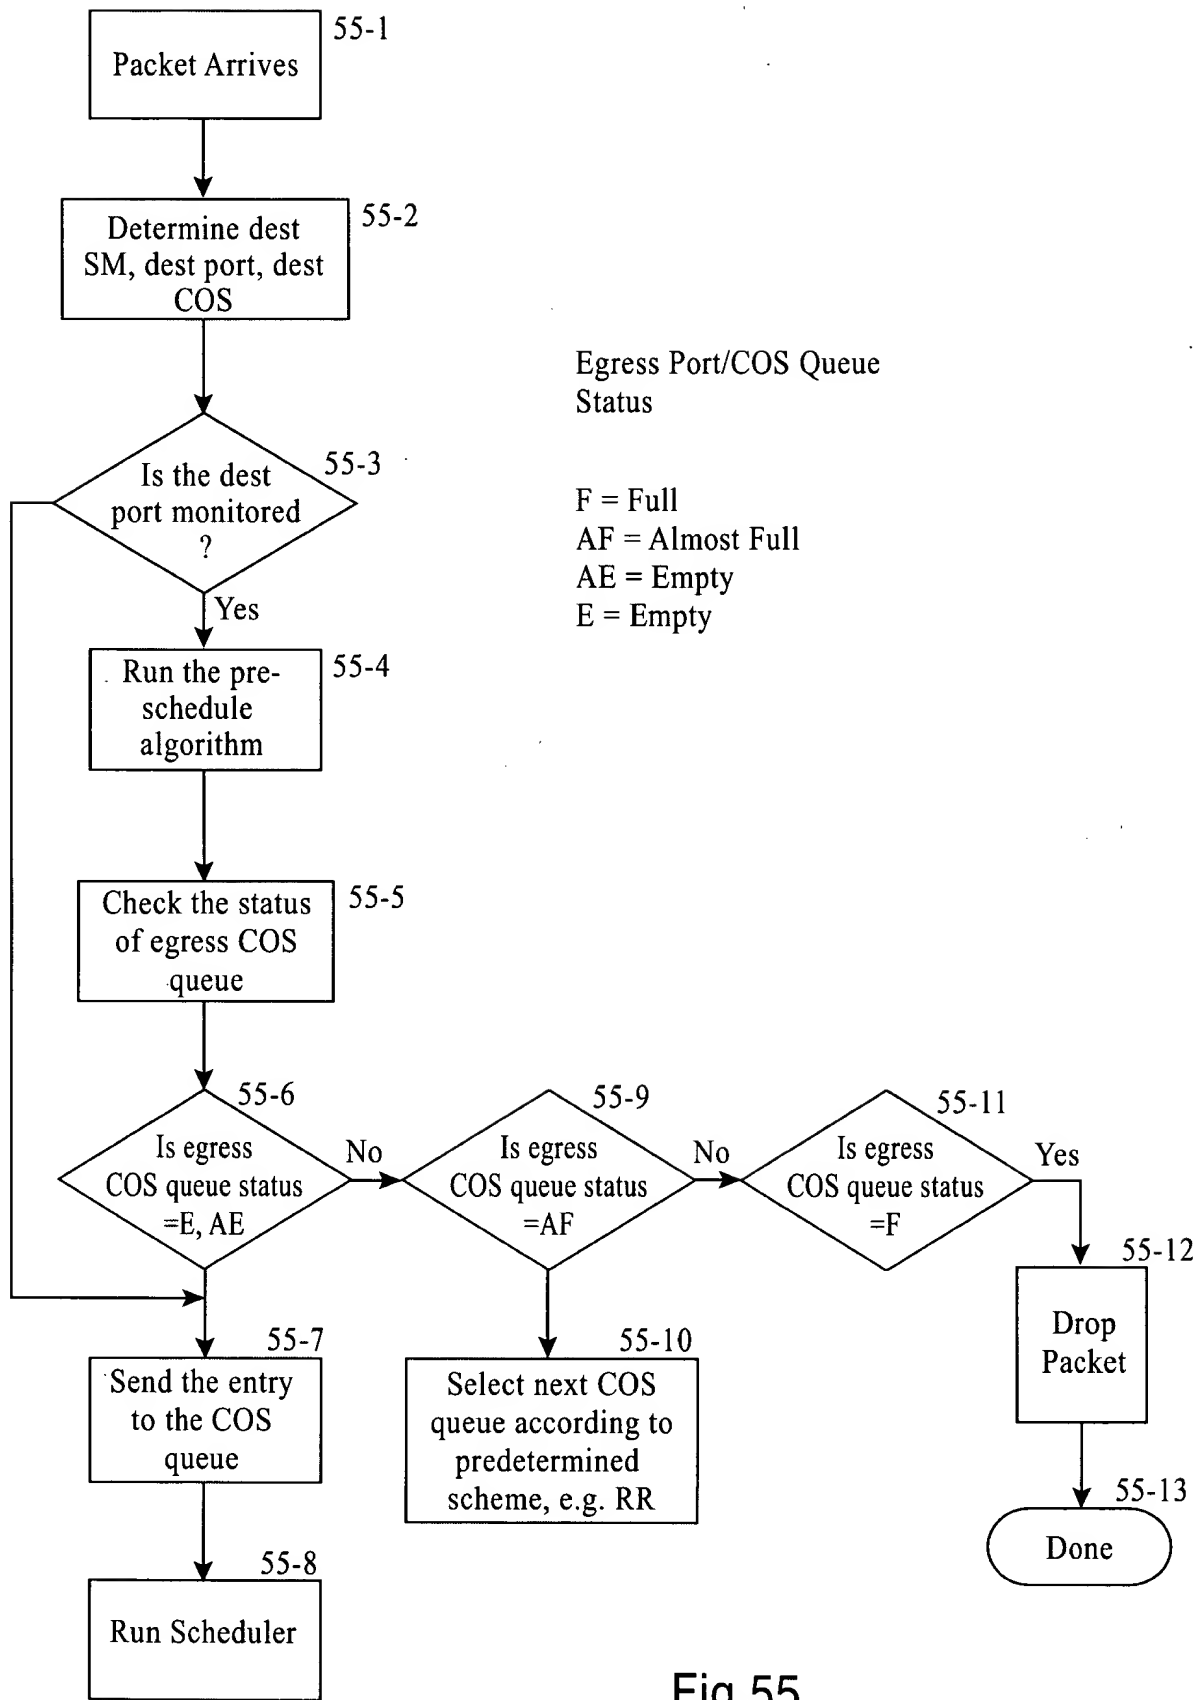 55-1
Packet Arrives
55-2
Determine dest
SM, dest port, dest
COS
Egress Port/COS Queue
Status
F = Full
AF = Almost Full
AE = Empty
E = Empty
55-3
Is the dest
port monitored
?
Yes
55-4
Run the pre-
schedule
algorithm
55-5
Check the status
of egress COS
queue
55-6
Is egress
COS queue status
=E, AE
No
55-9
Is egress
COS queue status
=AF
No
55-11
Is egress
COS queue status
=F
Yes
55-12
Drop
Packet
55-13
Done
55-7
Send the entry
to the COS
queue
55-10
Select next COS
queue according to
predetermined
scheme, e.g. RR
55-8
Run Scheduler
Fig 55